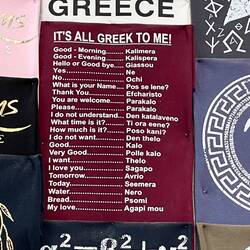 GREECE
IT'S ALL GREEK TO ME!
Good - Morning........ Kalimera
Good - Evening........ Kalispera
Hello or Good bye.... Giassou
Yes.......... Ne
No.......... Ochi
What is your Name... Pos se lene?
Thank You.......... Efcharisto
You are welcome..... Parakalo
Please.......... Parakalo
I do not understand... Den katalaveno
What time is it?........ Ti ora eene?
How much is it?........ Poso kani?
I do not want.......... Den thelo
Good.......... Kalo
Very Good.......... Polla kalo
I want.......... Thelo
I love you.......... Sagapo
Tomorrow.......... Avrio
Today.......... Seemera
Water.......... Nero
Bread.......... Psomi
My love.......... Agapi mou